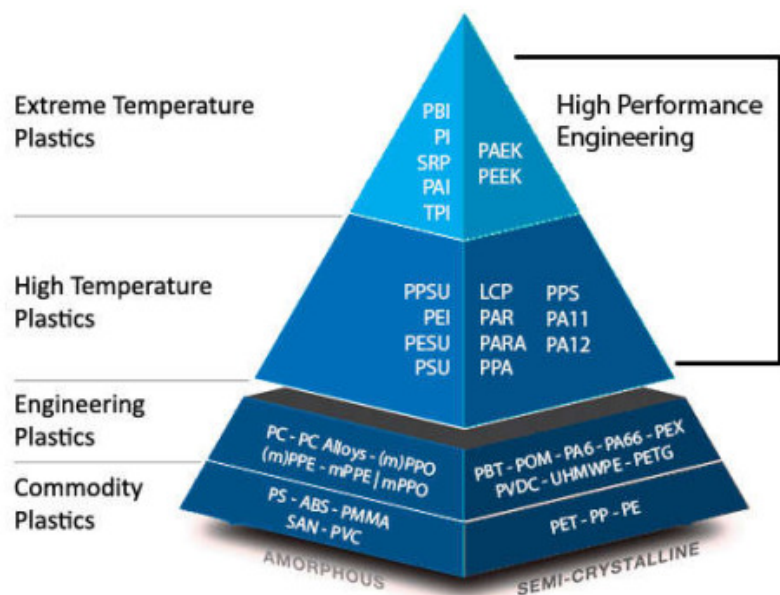 Extreme Temperature
Plastics
High Performance
Engineering
PBI
PI
SRP
PAI
TPI
PAEK
PEEK
High Temperature
Plastics
PPSU
PEI
PESU
PSU
LCP
PAR
PARA
PPA
PPS
PA11
PA12
Engineering
Plastics
PC - PC Alloys - (m)PPO
(m)PPE - mPPE | mPPO
PBT - POM - PA6 - PA66 - PEX
PVDC - UHMWPE - PETG
Commodity
Plastics
PS - ABS - PMMA
SAN - PVC
PET - PP - PE
AMORPHOUS
SEMI-CRYSTALLINE